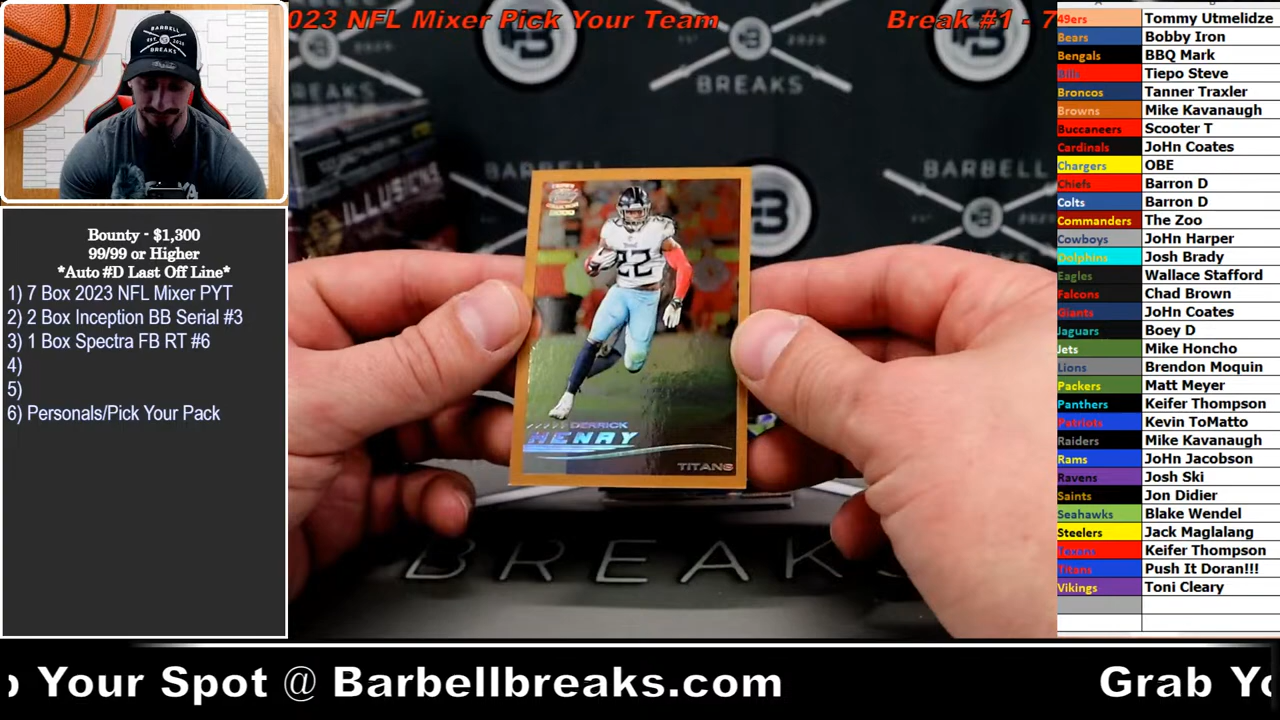 2023 NFL Mixer Pick Your Team
Break #1 - 7
BARBELL
BREAKS
Bounty - $1,300
99/99 or Higher
*Auto #D Last Off Line*
1) 7 Box 2023 NFL Mixer PYT
2) 2 Box Inception BB Serial #3
3) 1 Box Spectra FB RT #6
4)
5)
6) Personals/Pick Your Pack
BREAKS
BARBELL
DERRICK
HENRY
TITANS
BREAKS
49ers Tommy Utmelidze
Bears Bobby Iron
Bengals BBQ Mark
Bills Tiepo Steve
Broncos Tanner Traxler
Browns Mike Kavanaugh
Buccaneers Scooter T
Cardinals JoHn Coates
Chargers OBE
Chiefs Barron D
Colts Barron D
Commanders The Zoo
Cowboys JoHn Harper
Dolphins Josh Brady
Eagles Wallace Stafford
Falcons Chad Brown
Giants JoHn Coates
Jaguars Boey D
Jets Mike Honcho
Lions Brendon Moquin
Packers Matt Meyer
Panthers Keifer Thompson
Patriots Kevin ToMatto
Raiders Mike Kavanaugh
Rams JoHn Jacobson
Ravens Josh Ski
Saints Jon Didier
Seahawks Blake Wendel
Steelers Jack Maglalang
Texans Keifer Thompson
Titans Push It Doran!!!
Vikings Toni Cleary
p Your Spot @ Barbellbreaks.com
Grab Yo